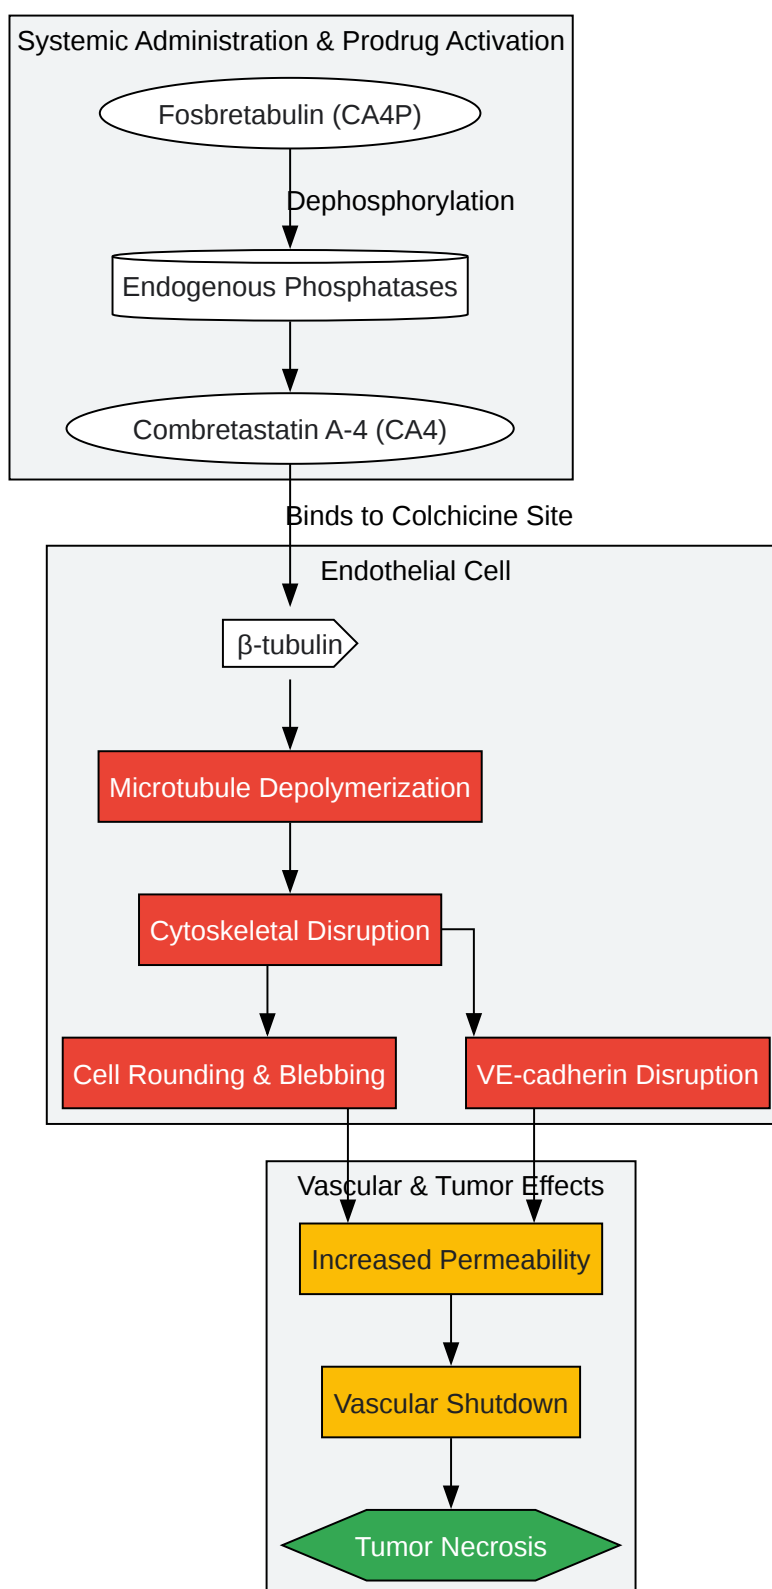 Systemic Administration & Prodrug Activation
Fosbretabulin (CA4P)
Dephosphorylation
Endogenous Phosphatases
Combretastatin A-4 (CA4)
Binds to Colchicine Site
Endothelial Cell
β-tubulin
Microtubule Depolymerization
Cytoskeletal Disruption
Cell Rounding & Blebbing
VE-cadherin Disruption
Vascular & Tumor Effects
Increased Permeability
Vascular Shutdown
Tumor Necrosis